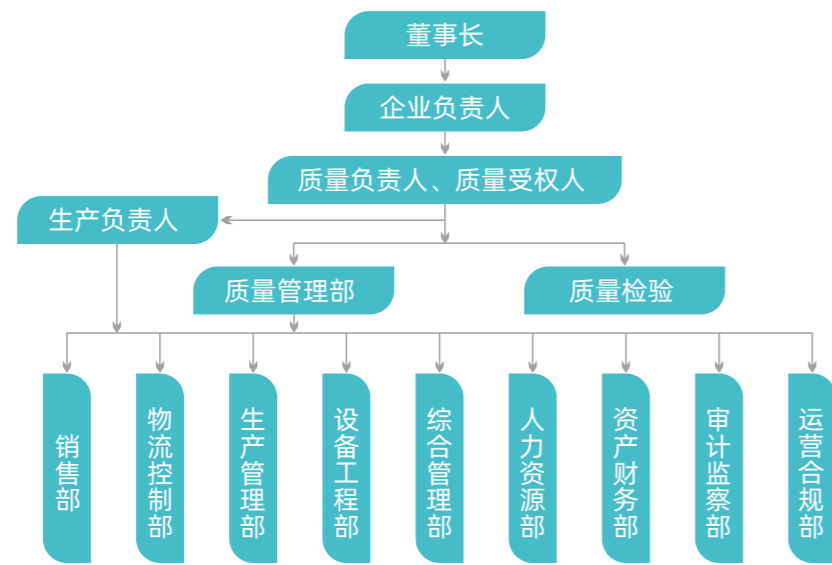 董事长
企业负责人
质量负责人、质量受权人
生产负责人
质量管理部
质量检验
销售部
物流控制部
生产管理部
设备工程部
综合管理部
人力资源部
资产财务部
审计监察部
运营合规部